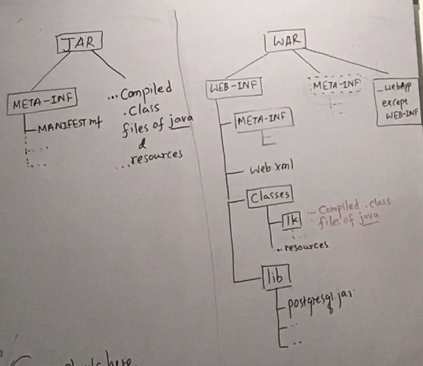 JAR
META-INF
MANIFEST.mf
... Compiled
.class
files of java
&
... resources
WAR
WEB-INF
META-INF
web.xml
Classes
lk
... Compiled .class
files of java
... resources
lib
postgresql.jar
META-INF
... webApp
except
WEB-INF
here